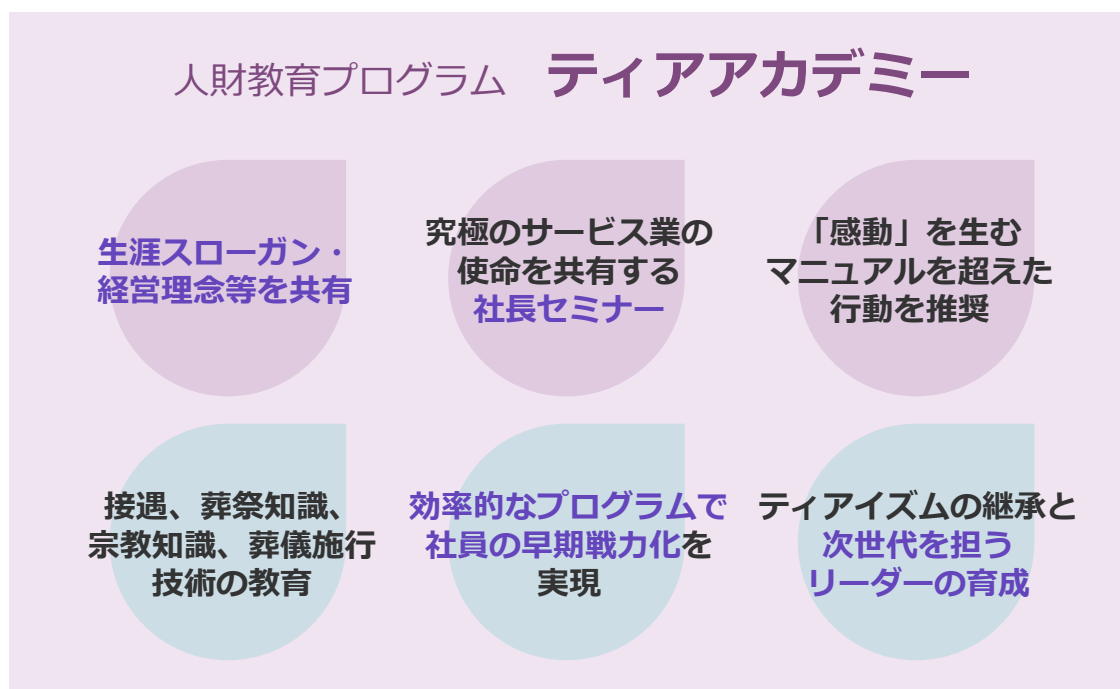 人財教育プログラム ティアアカデミー
生涯スローガン・
経営理念等を共有
究極のサービス業の
使命を共有する
社長セミナー
「感動」を生む
マニュアルを超えた
行動を推奨
接遇、葬祭知識、
宗教知識、葬儀施行
技術の教育
効率的なプログラムで
社員の早期戦力化を
実現
ティアイズムの継承と
次世代を担う
リーダーの育成